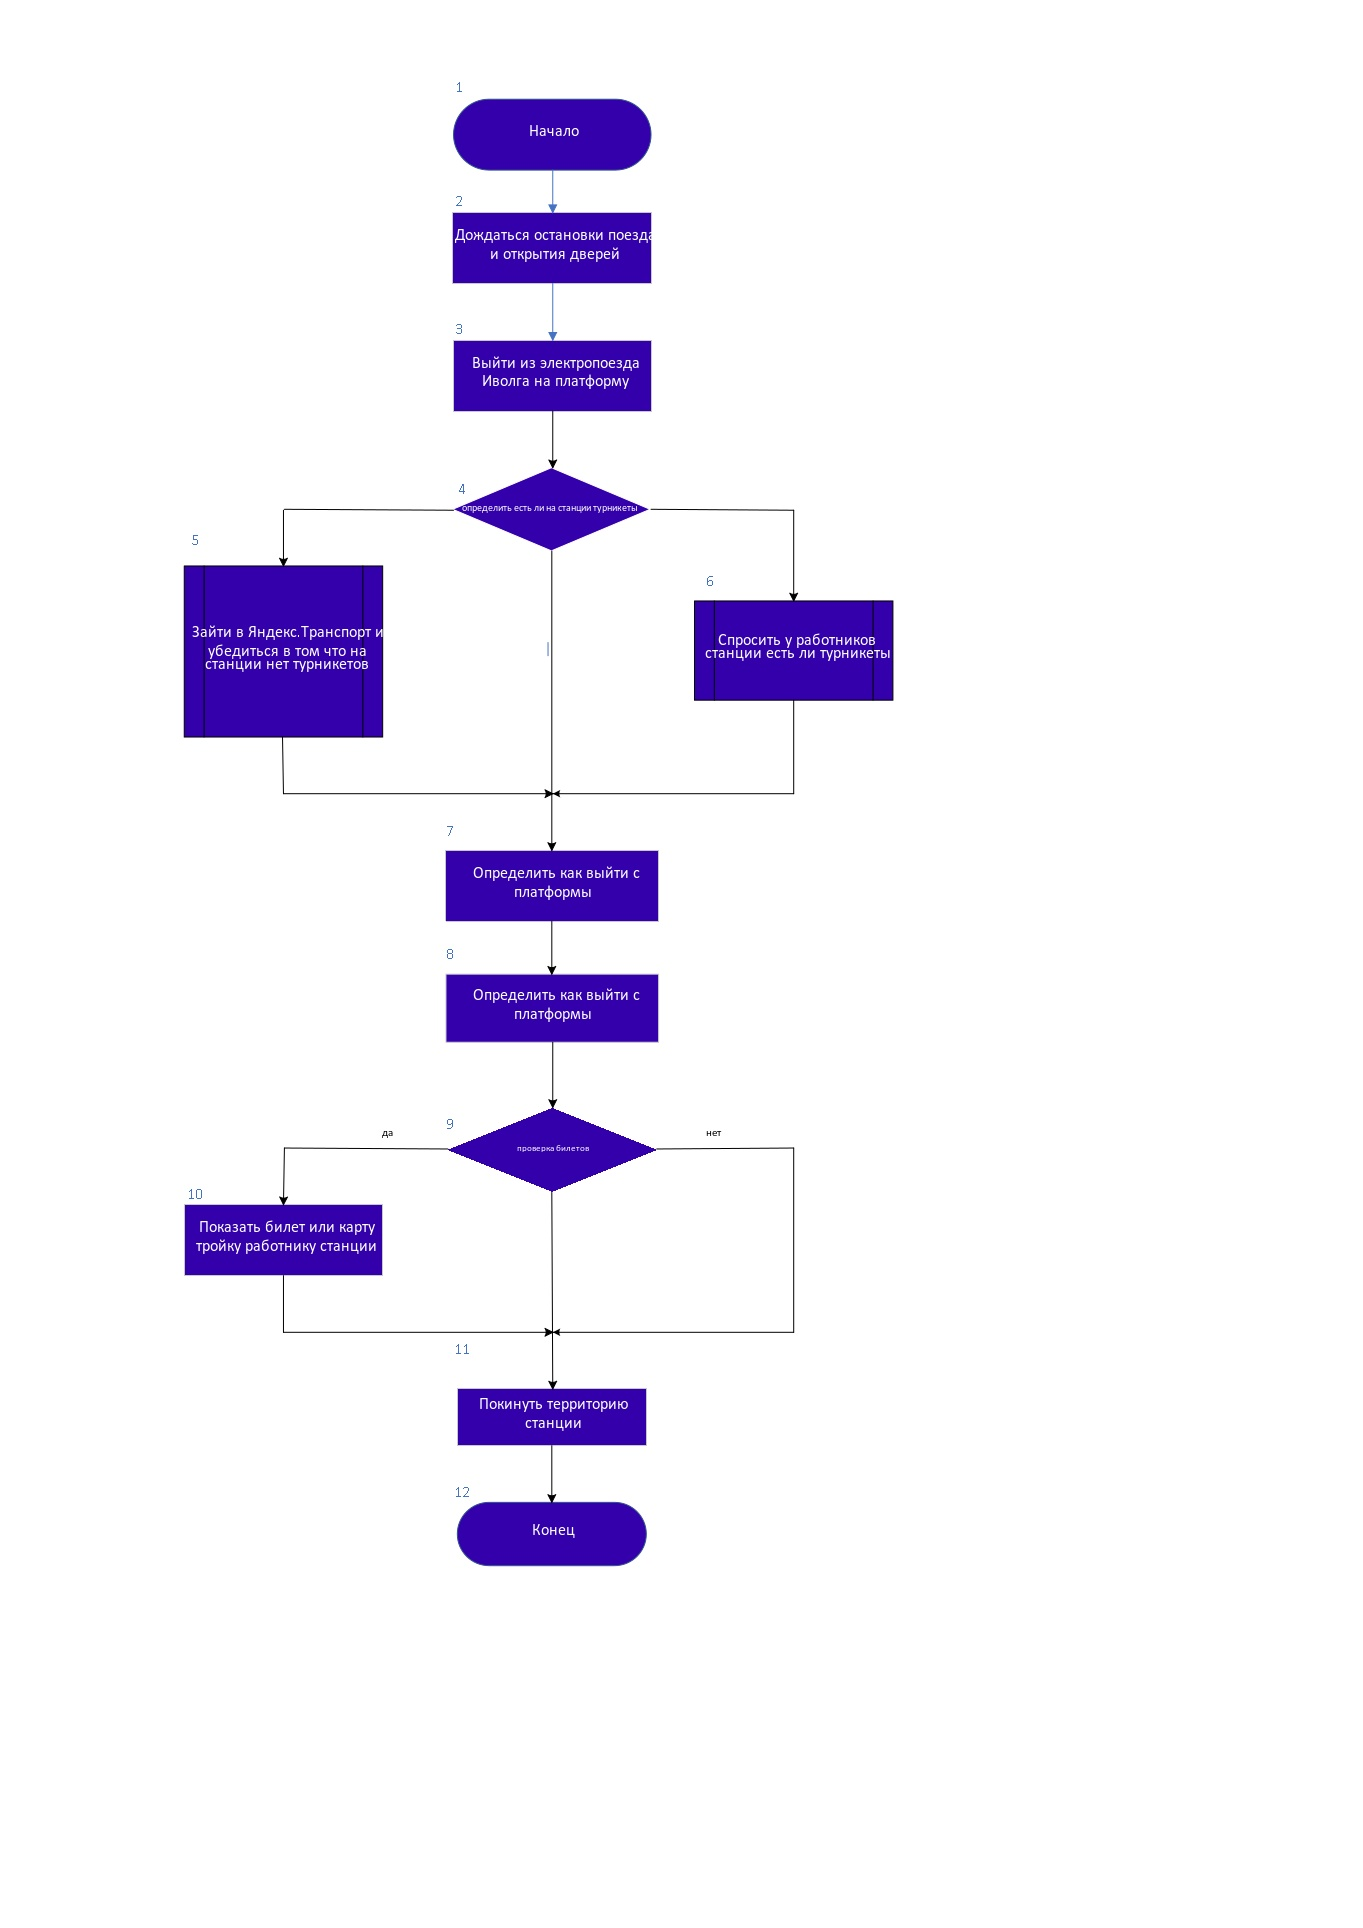 1
Начало
2
Дождаться остановки поезда
и открытия дверей
3
Выйти из электропоезда
Иволга на платформу
4
определить есть ли на станции турникеты
5
Зайти в Яндекс.Транспорт и
убедиться в том что на
станции нет турникетов
6
Спросить у работников
станции есть ли турникеты
7
Определить как выйти с
платформы
8
Определить как выйти с
платформы
9
да
нет
проверка билетов
10
Показать билет или карту
тройку работнику станции
11
Покинуть территорию
станции
12
Конец